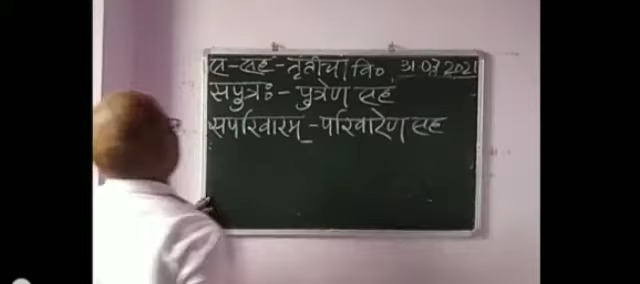 स-सह-तृतीया वि० 31.07.2021
सपुत्रः - पुत्रेण सह
सपरिवारम् - परिवारेण सह